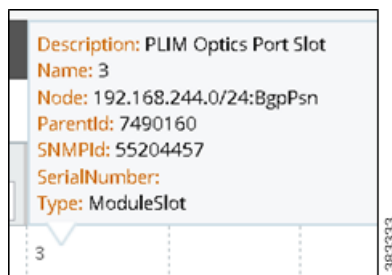 Description: PLIM Optics Port Slot
Name: 3
Node: 192.168.244.0/24:BgpPsn
ParentId: 7490160
SNMPId: 55204457
SerialNumber:
Type: ModuleSlot
3